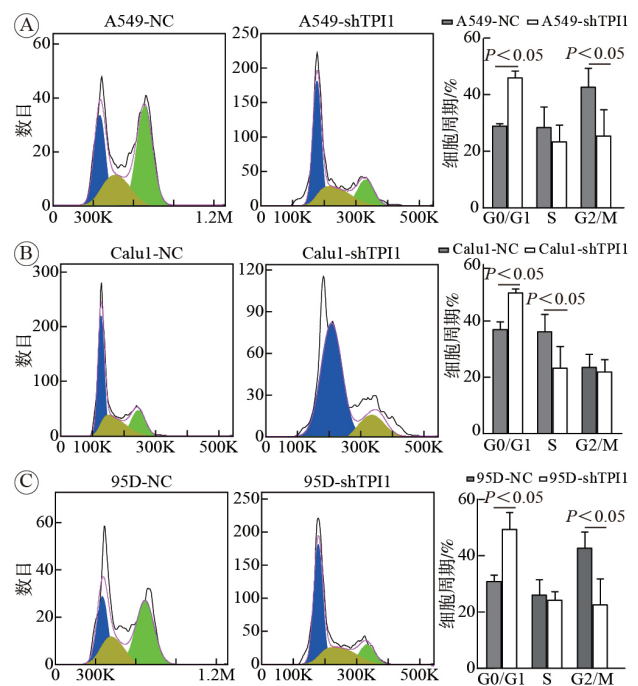 A A549-NC A549-shTPI1 A549-NC A549-shTPI1
数目
60
40
20
0
0 300K 1.2M
250
200
150
100
50
0
0 100K 300K 500K
细胞周期/%
60
40
20
0
P＜0.05
P＜0.05
G0/G1 S G2/M
B Calu1-NC Calu1-shTPI1 Calu1-NC Calu1-shTPI1
数目
300
200
100
0
0 100K 300K 500K
120
90
60
30
0
0 100K 300K 500K
细胞周期%
60
40
20
0
P＜0.05
P＜0.05
G0/G1 S G2/M
C 95D-NC 95D-shTPI1 95D-NC 95D-shTPI1
数目
60
40
20
0
0 300K 1.2M
250
200
150
100
50
0
0 100K 300K 500K
细胞周期/%
60
40
20
0
P＜0.05
P＜0.05
G0/G1 S G2/M